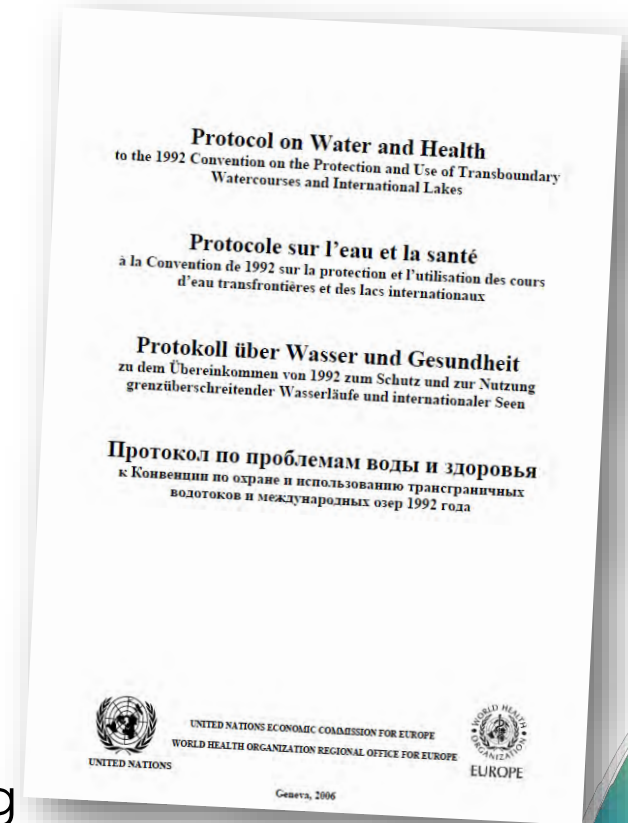 Protocol on Water and Health
to the 1992 Convention on the Protection and Use of Transboundary
Watercourses and International Lakes
Protocole sur l'eau et la santé
à la Convention de 1992 sur la protection et l'utilisation des cours
d'eau transfrontières et des lacs internationaux
Protokoll über Wasser und Gesundheit
zu dem Übereinkommen von 1992 zum Schutz und zur Nutzung
grenzüberschreitender Wasserläufe und internationaler Seen
Протокол по проблемам воды и здоровья
к Конвенции по охране и использованию трансграничных
водотоков и международных озер 1992 года
UNITED NATIONS
UNITED NATIONS ECONOMIC COMMISSION FOR EUROPE
WORLD HEALTH ORGANIZATION REGIONAL OFFICE FOR EUROPE
WORLD HEALTH ORGANIZATION
EUROPE
Geneva, 2006
g